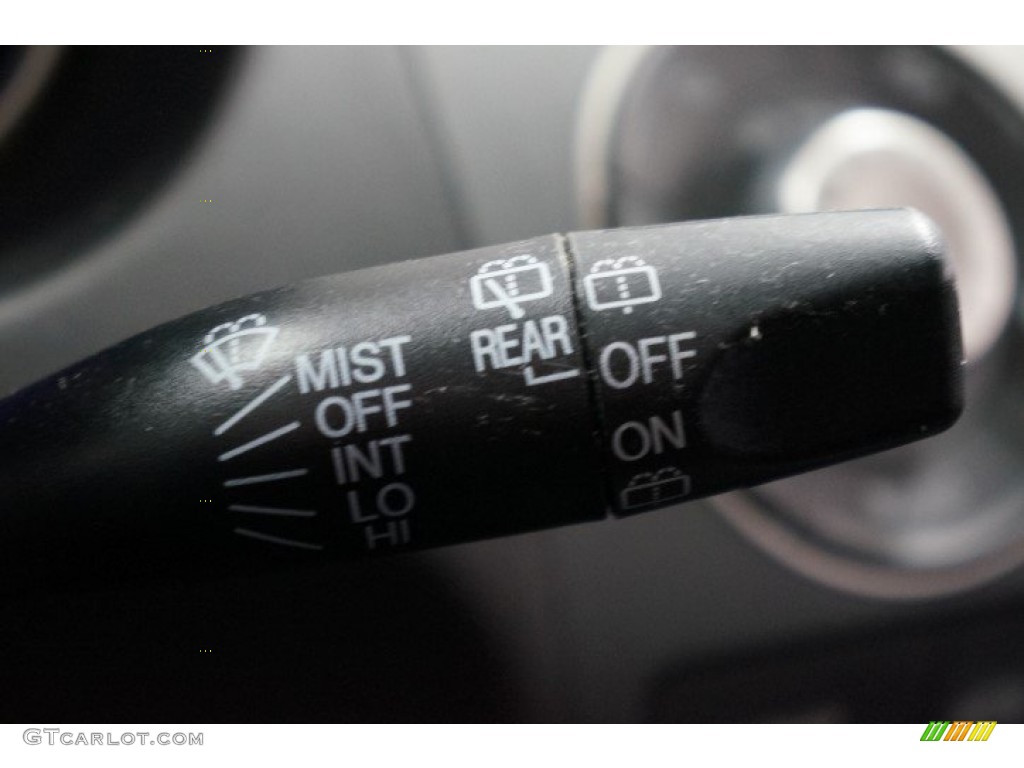 MIST
OFF
INT
LO
HI
REAR
OFF
ON
GTCARLOT.COM